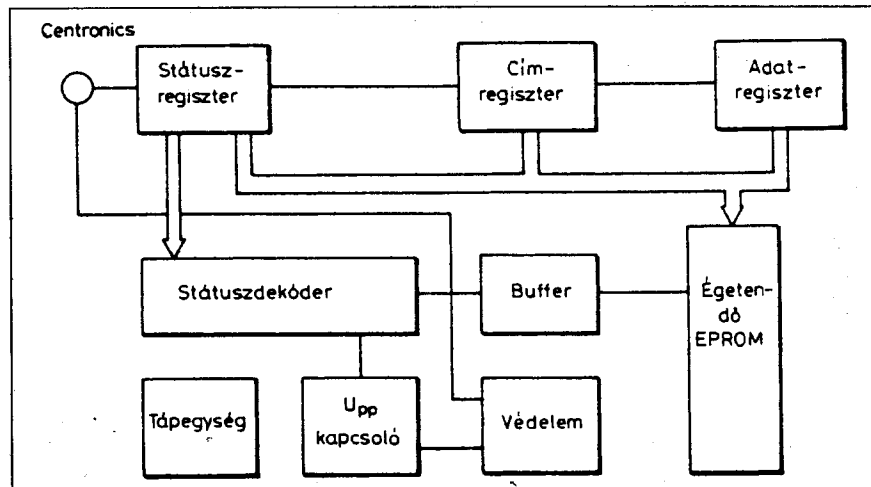 Centronics
Státusz-
regiszter
Cím-
regiszter
Adat-
regiszter
Státuszdekóder
Buffer
Égeten-
dő
EPROM
Tápegység
Upp
kapcsoló
Védelem